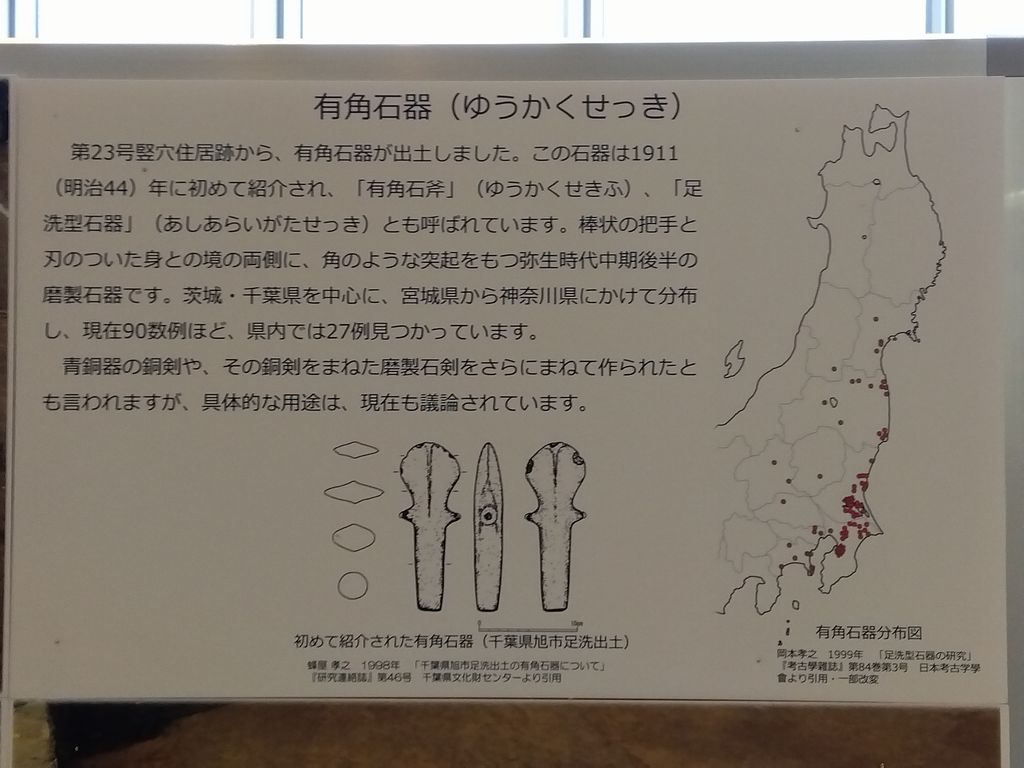 有角石器（ゆうかくせっき）
第23号竪穴住居跡から、有角石器が出土しました。この石器は1911
（明治44）年に初めて紹介され、「有角石斧」（ゆうかくせきふ）、「足
洗型石器」（あしあらいがたせっき）とも呼ばれています。棒状の把手と
刃のついた身との境の両側に、角のような突起をもつ弥生時代中期後半の
磨製石器です。茨城・千葉県を中心に、宮城県から神奈川県にかけて分布
し、現在90数例ほど、県内では27例見つかっています。
青銅器の銅剣や、その銅剣をまねた磨製石剣をさらにまねて作られたと
も言われますが、具体的な用途は、現在も議論されています。
0 10cm
初めて紹介された有角石器（千葉県旭市足洗出土）
蜂屋 孝之 1998年 「千葉県旭市足洗出土の有角石器について」
『研究連絡誌』第46号 千葉県文化財センターより引用
有角石器分布図
岡本孝之 1999年 「足洗型石器の研究」
『考古學雜誌』第84巻第3号 日本考古学學
會より引用・一部改変